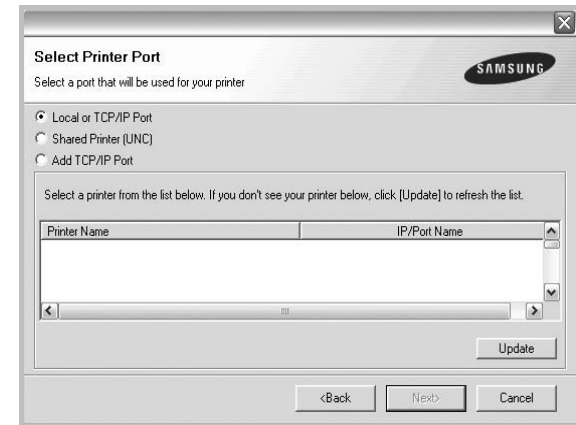 Select Printer Port
Select a port that will be used for your printer
SAMSUNG
Local or TCP/IP Port
Shared Printer (UNC)
Add TCP/IP Port
Select a printer from the list below. If you don't see your printer below, click [Update] to refresh the list.
Printer Name IP/Port Name
Update
<Back Next> Cancel